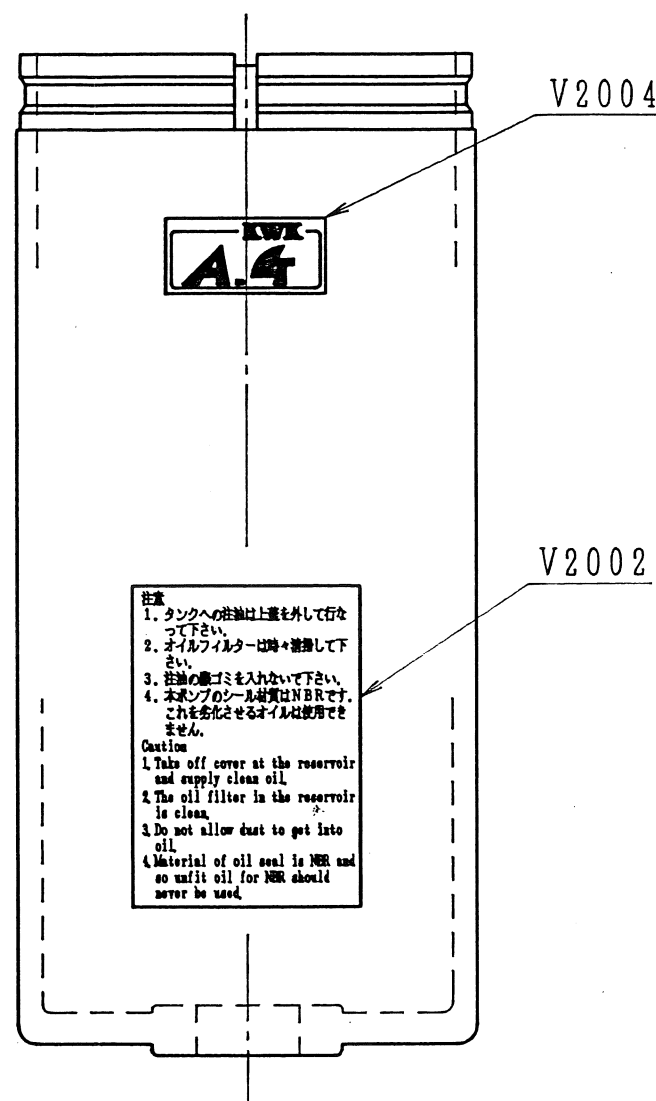 V2004
KWK
A.
V2002
注意
1. タンクへの注油は上蓋を外して行な
って下さい。
2. オイルフィルターは時々清掃して下
さい。
3. 注油の際ゴミを入れないで下さい。
4. 本ポンプのシール材質はNBRです。
これを劣化させるオイルは使用でき
ません。
Caution
1. Take off cover at the reservoir
and supply clean oil.
2. The oil filter in the reservoir
is clean.
3. Do not allow dust to get into
oil.
4. Material of oil seal is NBR and
so unfit oil for NBR should
never be used.